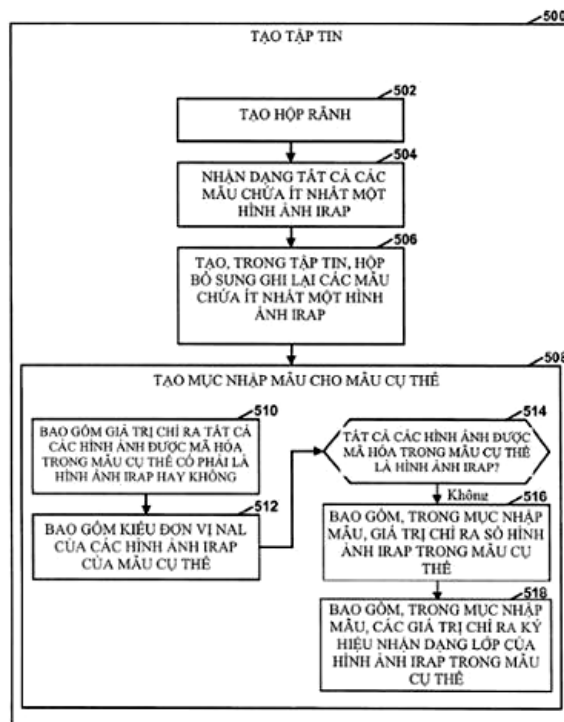 500
TẠO TẬP TIN
502
TẠO HỘP RÃNH
504
NHẬN DẠNG TẤT CẢ CÁC
MẪU CHỨA ÍT NHẤT MỘT
HÌNH ẢNH IRAP
506
TẠO, TRONG TẬP TIN, HỘP
BỔ SUNG GHI LẠI CÁC MẪU
CHỨA ÍT NHẤT MỘT HÌNH
ẢNH IRAP
508
TẠO MỤC NHẬP MẪU CHO MẪU CỤ THỂ
510
BAO GỒM GIÁ TRỊ CHỈ RA TẤT CẢ
CÁC HÌNH ẢNH ĐƯỢC MÃ HÓA
TRONG MẪU CỤ THỂ CÓ PHẢI LÀ
HÌNH ẢNH IRAP HAY KHÔNG
512
BAO GỒM KIỂU ĐƠN VỊ NAL
CỦA CÁC HÌNH ẢNH IRAP
CỦA MẪU CỤ THỂ
514
TẤT CẢ CÁC HÌNH ẢNH ĐƯỢC
MÃ HÓA TRONG MẪU CỤ THỂ
LÀ HÌNH ẢNH IRAP?
Không
516
BAO GỒM, TRONG MỤC NHẬP
MẪU, GIÁ TRỊ CHỈ RA SỐ HÌNH
ẢNH IRAP TRONG MẪU CỤ
THỂ
518
BAO GỒM, TRONG MỤC NHẬP
MẪU, CÁC GIÁ TRỊ CHỈ RA KÝ
HIỆU NHẬN DẠNG LỚP CỦA
HÌNH ẢNH IRAP TRONG MẪU
CỤ THỂ